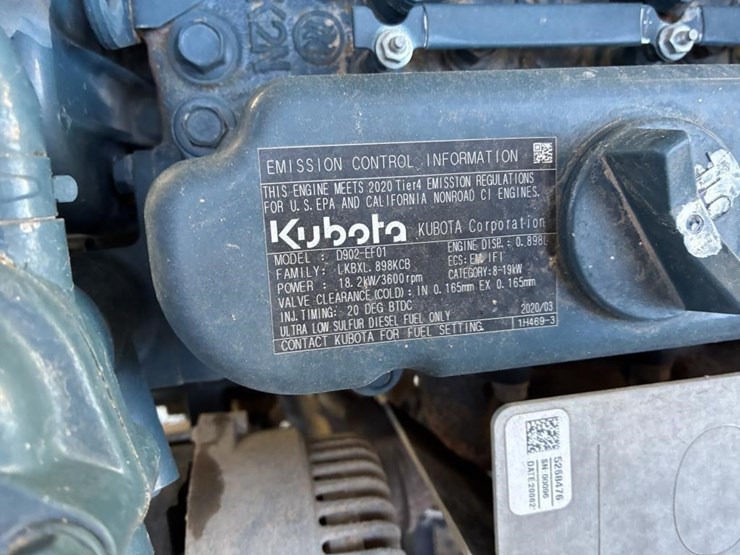 EMISSION CONTROL INFORMATION
THIS ENGINE MEETS 2020 Tier4 EMISSION REGULATIONS
FOR U.S. EPA AND CALIFORNIA NONROAD CI ENGINES.
Kubota KUBOTA Corporation
MODEL : D902-EF01 ENGINE DISP.: 0.898L
FAMILY: LKBXL.898KCB ECS: EM, IFI
POWER : 18.2kW/3600rpm CATEGORY: 8-19kW
VALVE CLEARANCE(COLD): IN 0.165mm EX 0.165mm
INJ.TIMING: 20 DEG BTDC 2020/03
ULTRA LOW SULFUR DIESEL FUEL ONLY
CONTACT KUBOTA FOR FUEL SETTING. 1H469-3
5268476
SN 00096